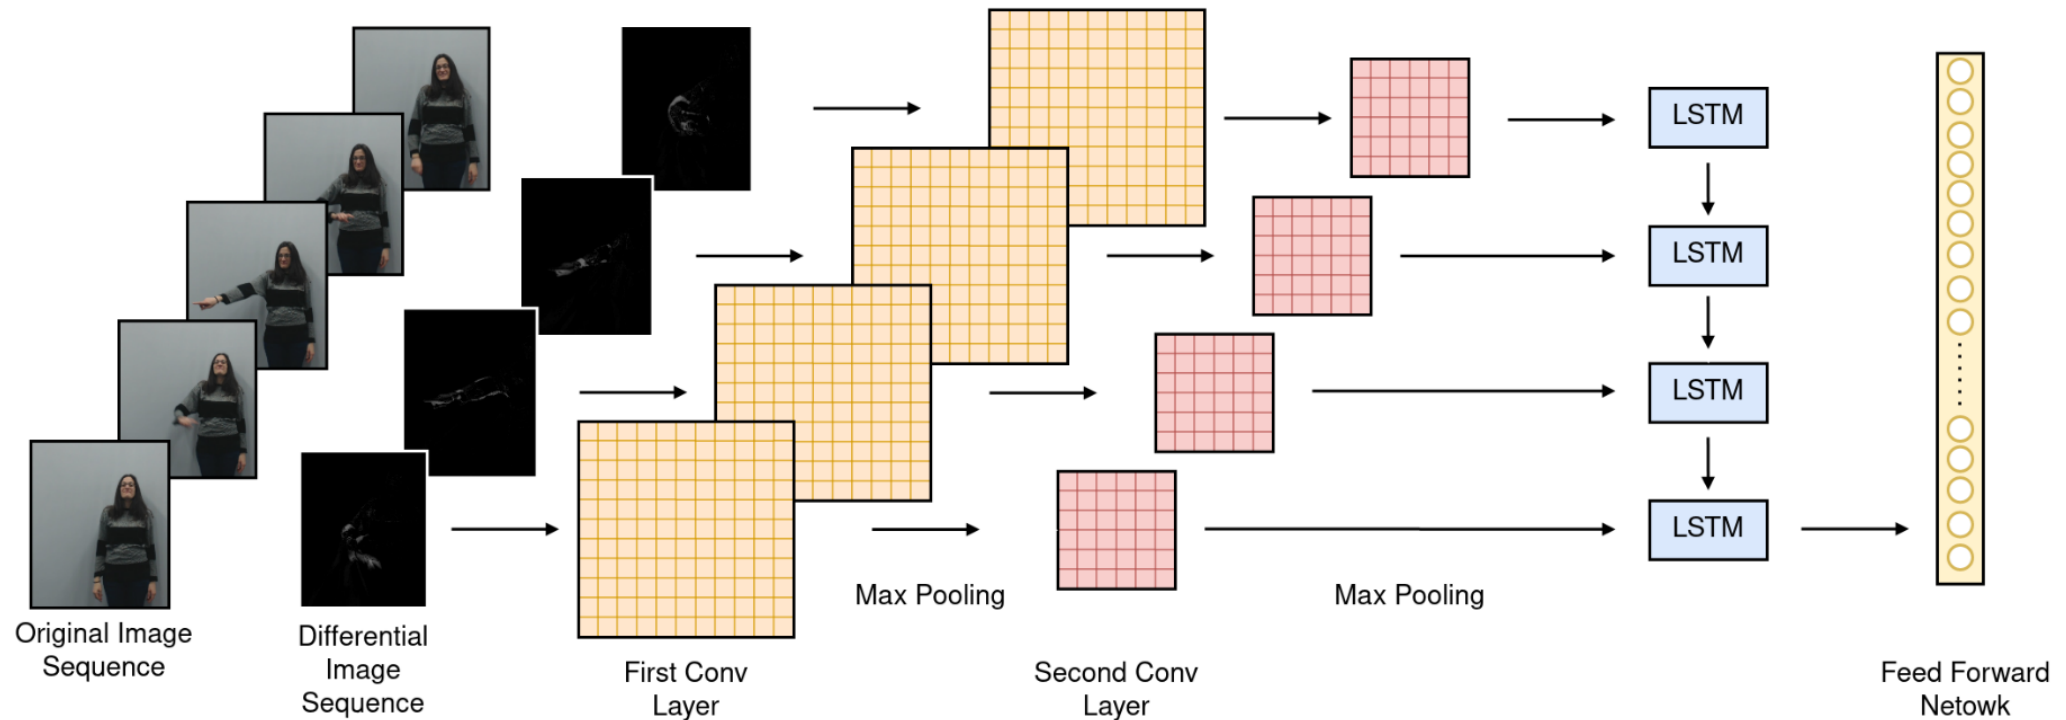 LSTM
LSTM
LSTM
LSTM
Max Pooling
Max Pooling
Original Image
Sequence
Differential
Image
Sequence
First Conv
Layer
Second Conv
Layer
Feed Forward
Netowk